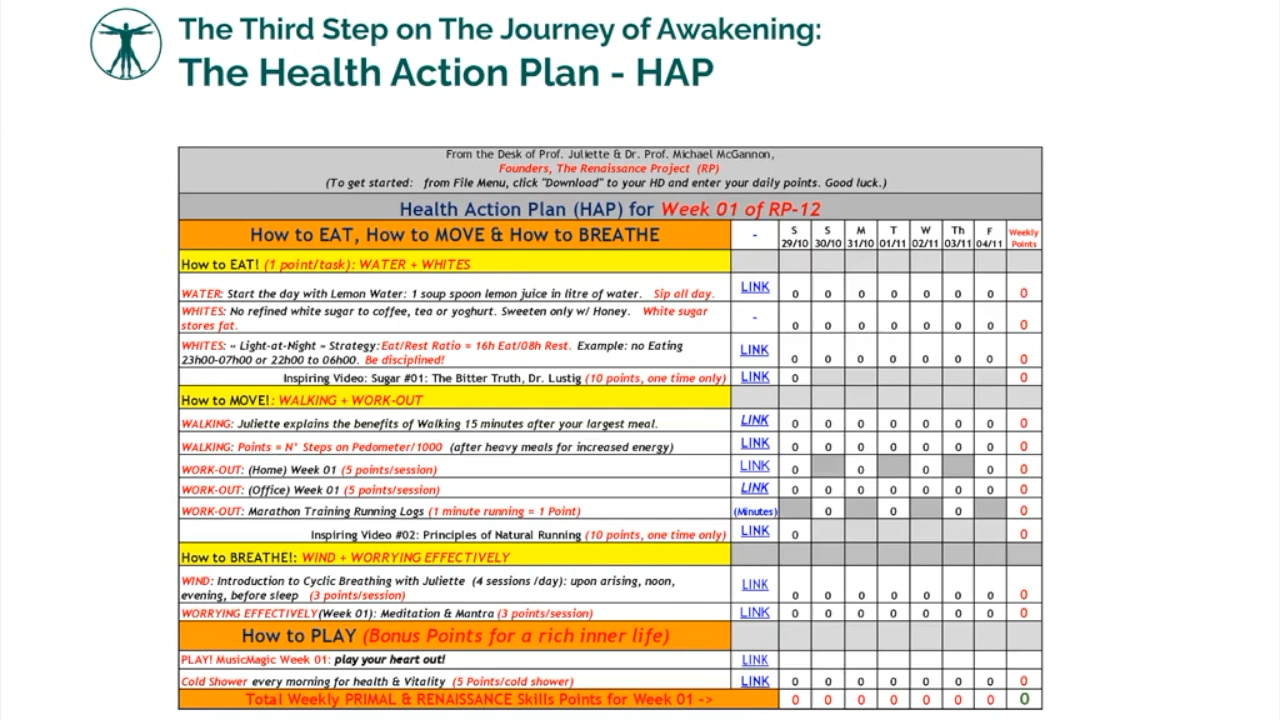 The Third Step on The Journey of Awakening:
The Health Action Plan - HAP
From the Desk of Prof. Juliette & Dr. Prof. Michael McGannon,
Founders, The Renaissance Project (RP)
(To get started: from File Menu, click "Download" to your HD and enter your daily points. Good luck.)
Health Action Plan (HAP) for Week 01 of RP-12
How to EAT, How to MOVE & How to BREATHE - S 29/10 S 30/10 M 31/10 T 01/11 W 02/11 Th 03/11 F 04/11 Weekly Points
How to EAT! (1 point/task): WATER + WHITES
WATER: Start the day with Lemon Water: 1 soup spoon lemon juice in litre of water. Sip all day. LINK 0 0 0 0 0 0 0 0
WHITES: No refined white sugar to coffee, tea or yoghurt. Sweeten only w/ Honey. White sugar
stores fat. - 0 0 0 0 0 0 0 0
WHITES: « Light-at-Night » Strategy: Eat/Rest Ratio = 16h Eat/08h Rest. Example: no Eating
23h00-07h00 or 22h00 to 06h00. Be disciplined! LINK 0 0 0 0 0 0 0 0
Inspiring Video: Sugar #01: The Bitter Truth, Dr. Lustig (10 points, one time only) LINK 0 0
How to MOVE!: WALKING + WORK-OUT
WALKING: Juliette explains the benefits of Walking 15 minutes after your largest meal. LINK 0 0 0 0 0 0 0 0
WALKING: Points = N° Steps on Pedometer/1000 (after heavy meals for increased energy) LINK 0 0 0 0 0 0 0 0
WORK-OUT: (Home) Week 01 (5 points/session) LINK 0 0 0 0 0
WORK-OUT: (Office) Week 01 (5 points/session) LINK 0 0 0 0 0 0 0 0
WORK-OUT: Marathon Training Running Logs (1 minute running = 1 Point) (Minutes) 0 0 0 0
Inspiring Video #02: Principles of Natural Running (10 points, one time only) LINK 0 0
How to BREATHE!: WIND + WORRYING EFFECTIVELY
WIND: Introduction to Cyclic Breathing with Juliette (4 sessions /day): upon arising, noon,
evening, before sleep (3 points/session) LINK 0 0 0 0 0 0 0 0
WORRYING EFFECTIVELY(Week 01): Meditation & Mantra (3 points/session) LINK 0 0 0 0 0 0 0 0
How to PLAY (Bonus Points for a rich inner life)
PLAY! MusicMagic Week 01: play your heart out! LINK
Cold Shower every morning for health & Vitality (5 Points/cold shower) LINK 0 0 0 0 0 0 0 0
Total Weekly PRIMAL & RENAISSANCE Skills Points for Week 01 -> 0 0 0 0 0 0 0 0